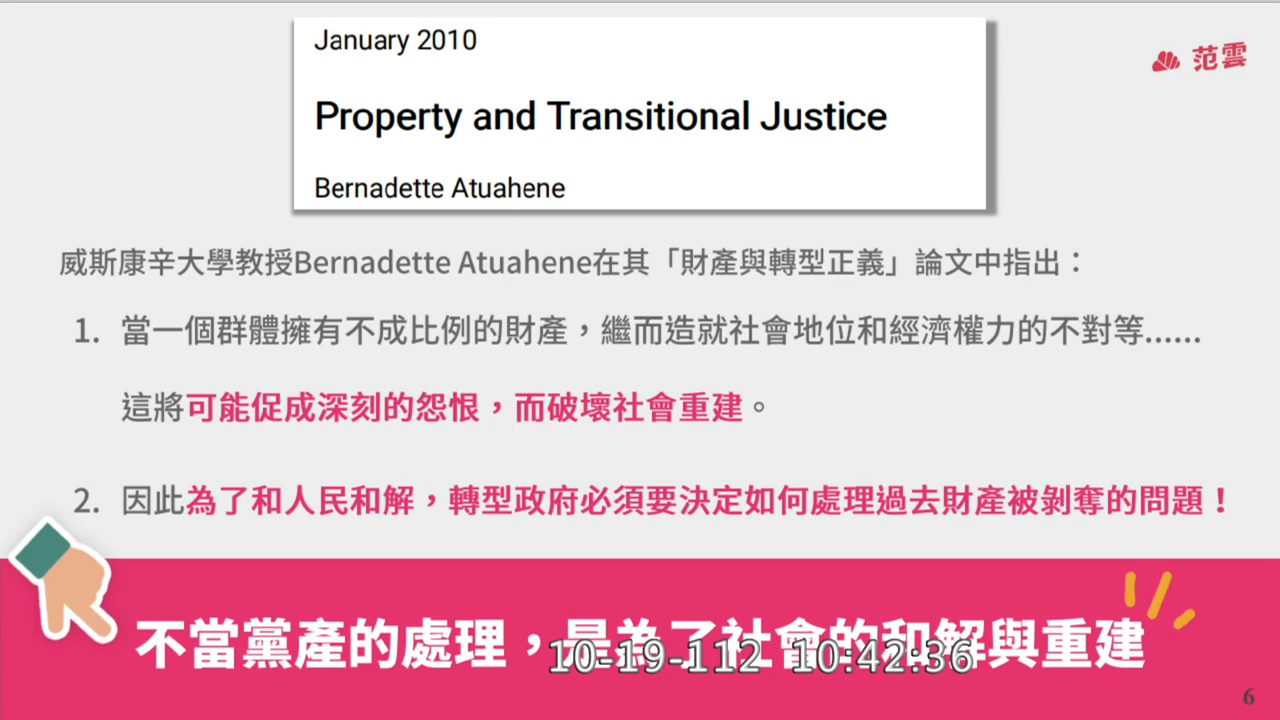 January 2010
范雲
Property and Transitional Justice
Bernadette Atuahene
威斯康辛大學教授Bernadette Atuahene在其「財產與轉型正義」論文中指出：
1. 當一個群體擁有不成比例的財產，繼而造就社會地位和經濟權力的不對等......
這將可能促成深刻的怨恨，而破壞社會重建。
2. 因此為了和人民和解，轉型政府必須要決定如何處理過去財產被剝奪的問題！
不當黨產的處理，是為了社會的和解與重建
10-19-112 10:42:36
6